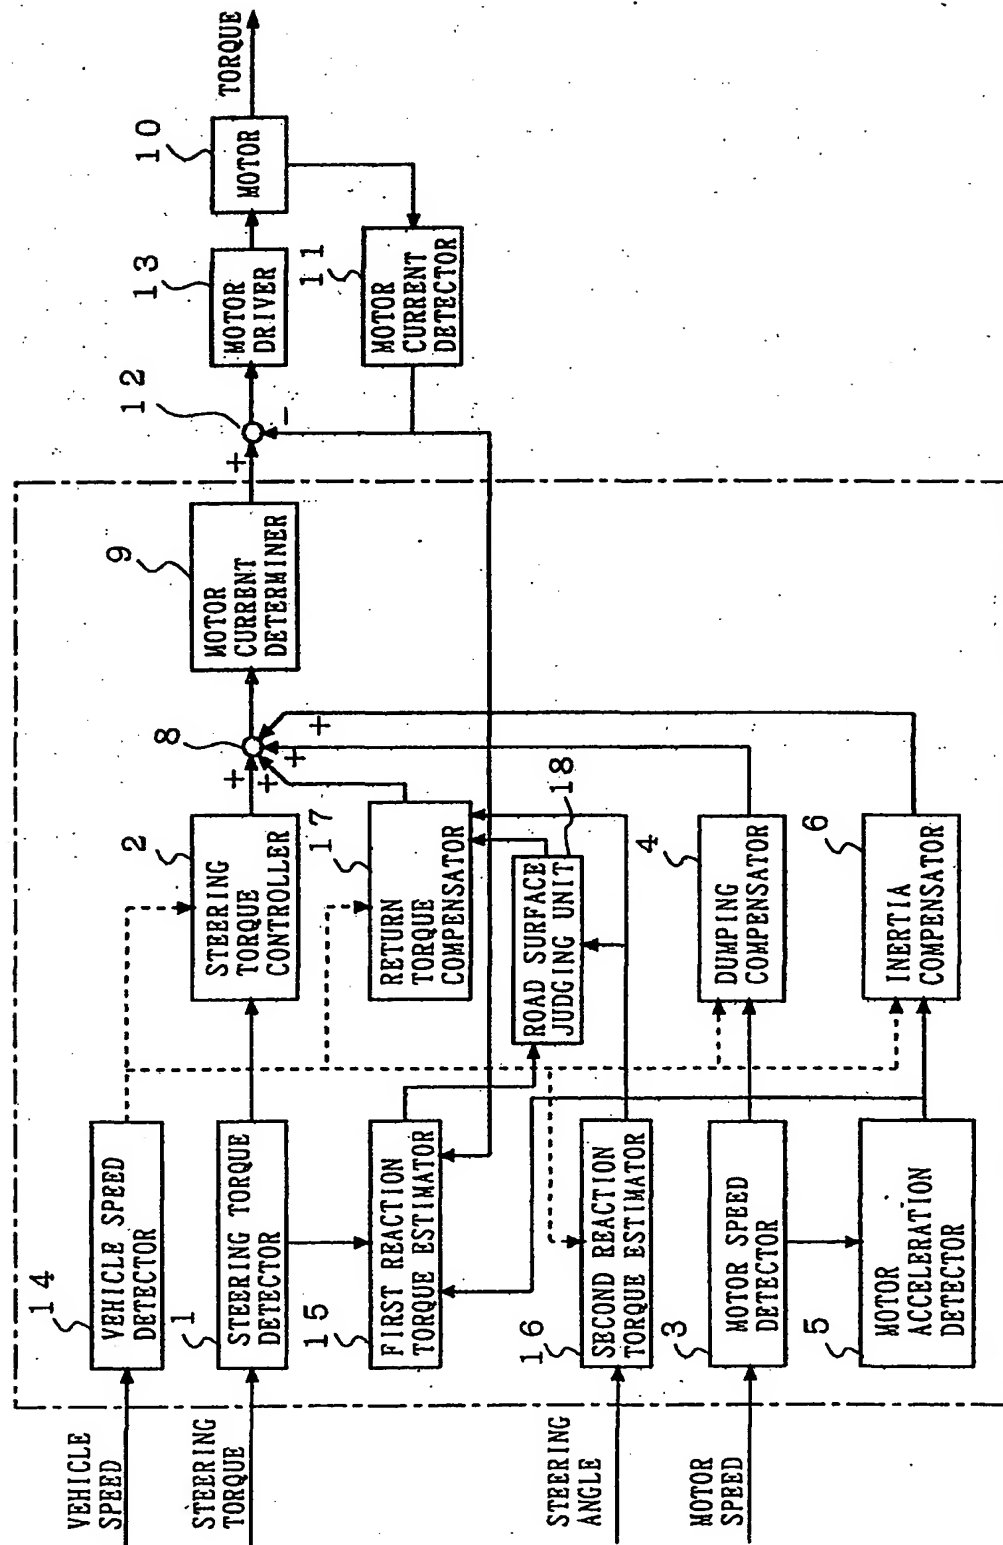 VEHICLE
SPEED
14
VEHICLE SPEED
DETECTOR
STEERING
TORQUE
1
STEERING TORQUE
DETECTOR
2
STEERING
TORQUE
CONTROLLER
8
+
+
+
+
9
MOTOR
CURRENT
DETERMINER
+
12
-
13
MOTOR
DRIVER
10
MOTOR
TORQUE
11
MOTOR
CURRENT
DETECTOR
15
FIRST REACTION
TORQUE ESTIMATOR
17
RETURN
TORQUE
COMPENSATOR
18
ROAD SURFACE
JUDGING UNIT
STEERING
ANGLE
16
SECOND REACTION
TORQUE ESTIMATOR
MOTOR
SPEED
3
MOTOR SPEED
DETECTOR
4
DUMPING
COMPENSATOR
5
MOTOR
ACCELERATION
DETECTOR
6
INERTIA
COMPENSATOR